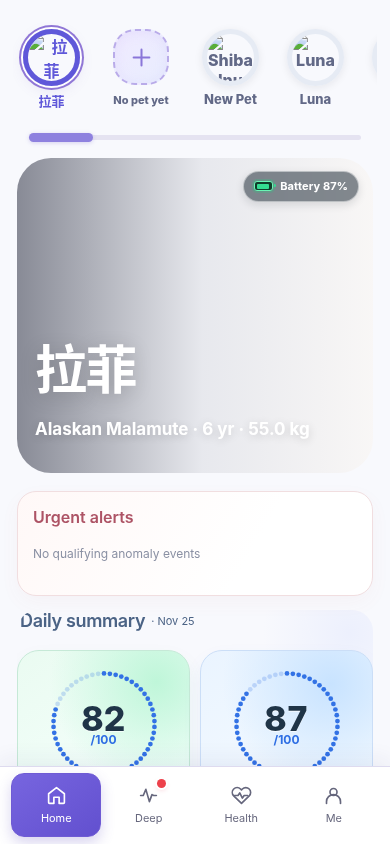 拉
菲
拉菲
No pet yet
Shiba
Inu
New Pet
Luna
Luna
Battery 87%
拉菲
Alaskan Malamute · 6 yr · 55.0 kg
Urgent alerts
No qualifying anomaly events
Daily summary · Nov 25
82
/100
87
/100
Home
Deep
Health
Me